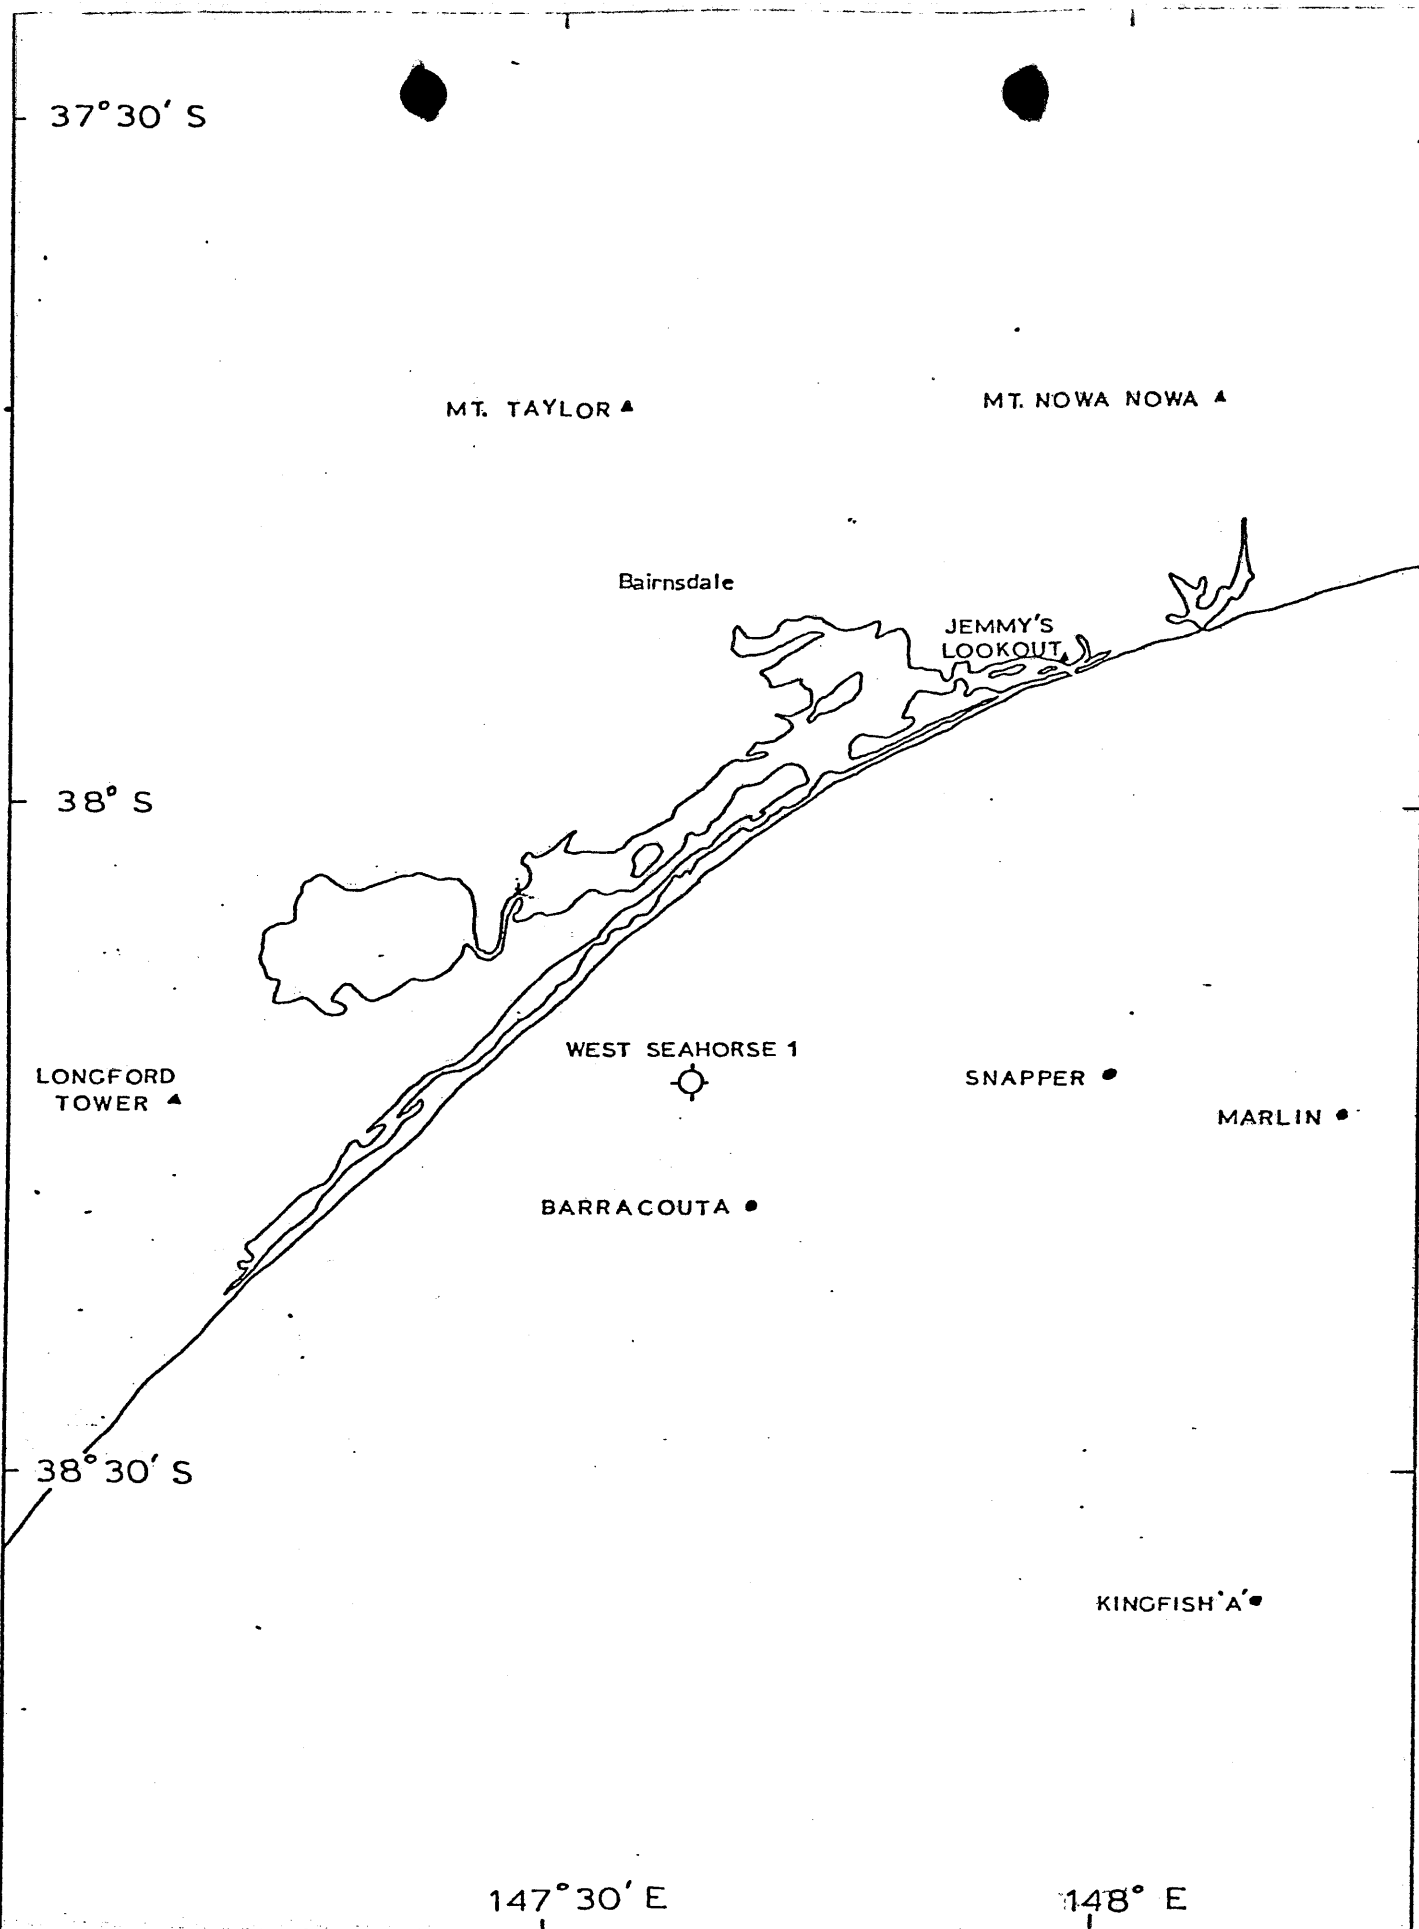 37°30' S
MT. TAYLOR
MT. NOWA NOWA
Bairnsdale
JEMMY'S
LOOKOUT
38° S
WEST SEAHORSE 1
LONGFORD
TOWER
SNAPPER
MARLIN
BARRACOUTA
38°30' S
KINGFISH 'A'
147°30' E
148° E